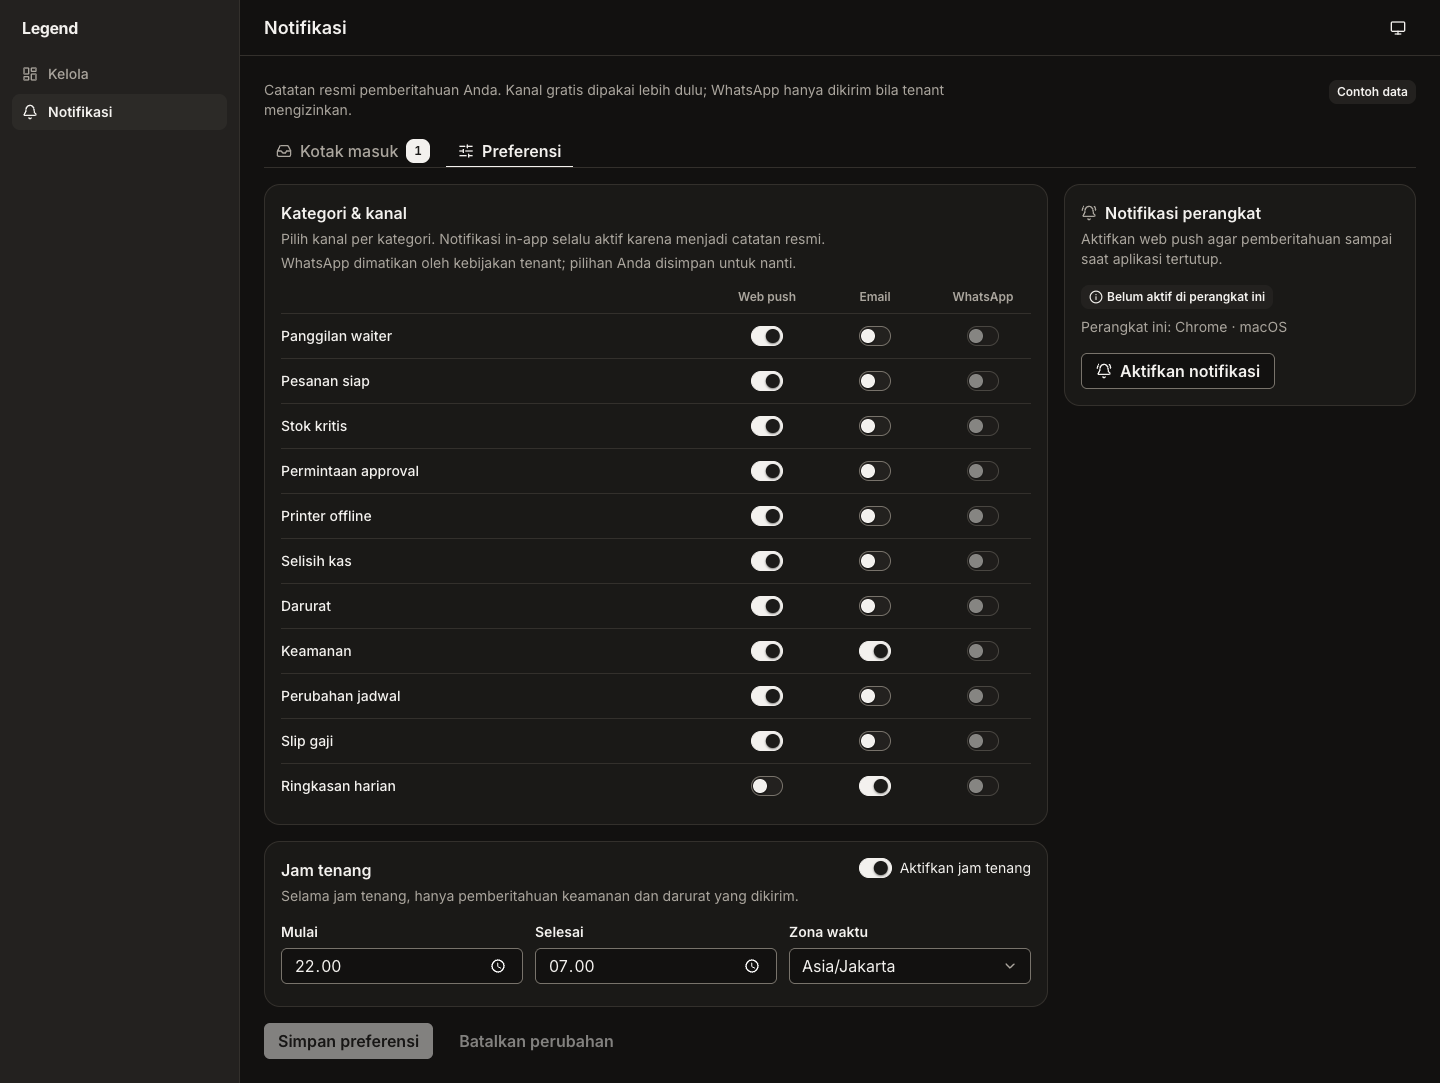 Legend
Kelola
Notifikasi
Notifikasi
Catatan resmi pemberitahuan Anda. Kanal gratis dipakai lebih dulu; WhatsApp hanya dikirim bila tenant
mengizinkan.
Contoh data
Kotak masuk 1
Preferensi
Kategori & kanal
Pilih kanal per kategori. Notifikasi in-app selalu aktif karena menjadi catatan resmi.
WhatsApp dimatikan oleh kebijakan tenant; pilihan Anda disimpan untuk nanti.
Web push Email WhatsApp
Panggilan waiter
Pesanan siap
Stok kritis
Permintaan approval
Printer offline
Selisih kas
Darurat
Keamanan
Perubahan jadwal
Slip gaji
Ringkasan harian
Notifikasi perangkat
Aktifkan web push agar pemberitahuan sampai
saat aplikasi tertutup.
Belum aktif di perangkat ini
Perangkat ini: Chrome · macOS
Aktifkan notifikasi
Jam tenang
Aktifkan jam tenang
Selama jam tenang, hanya pemberitahuan keamanan dan darurat yang dikirim.
Mulai Selesai Zona waktu
22.00 07.00 Asia/Jakarta
Simpan preferensi
Batalkan perubahan